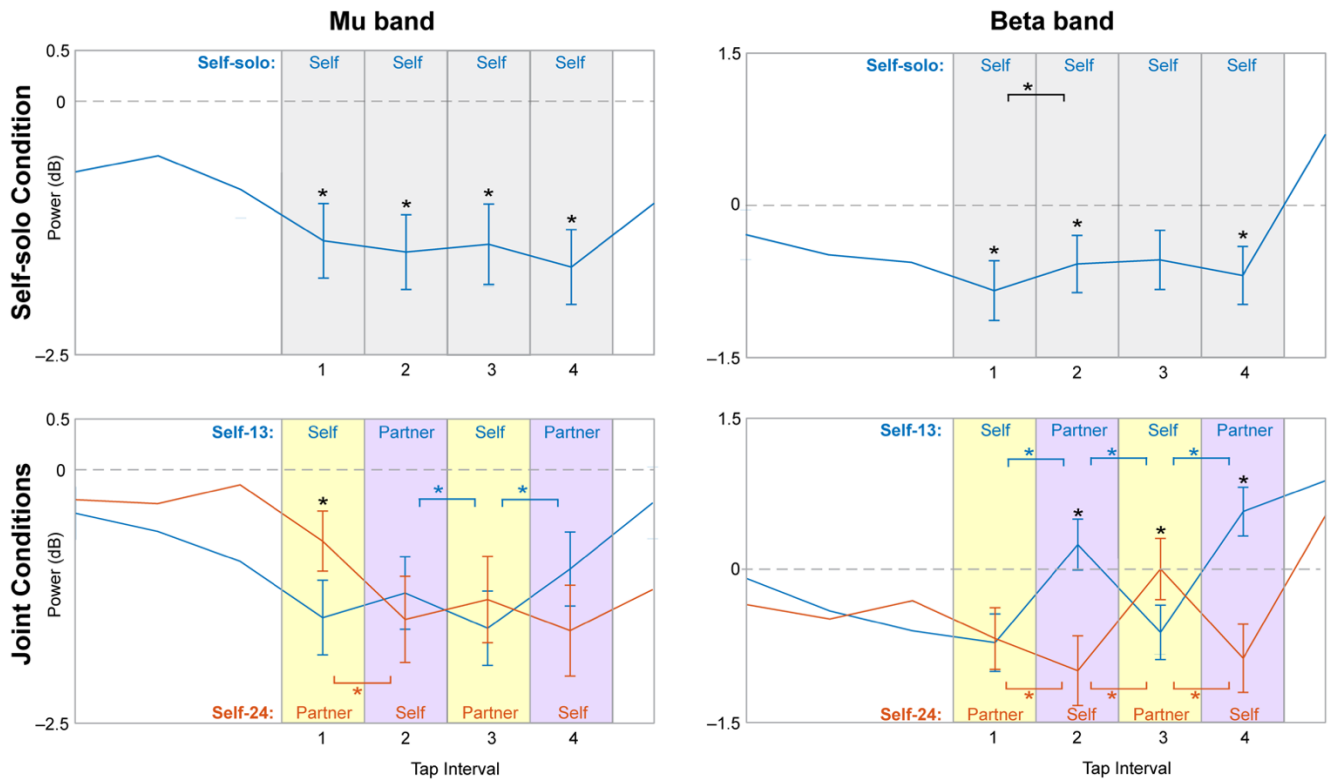 Mu band
Beta band
Self-solo Condition
Power (dB)
0.5
0
–2.5
Self-solo: Self Self Self Self
* * * *
1 2 3 4
1.5
0
–1.5
Self-solo: Self Self Self Self
*
* * *
1 2 3 4
Joint Conditions
Power (dB)
0.5
0
–2.5
Self-13: Self Partner Self Partner
* * *
*
Self-24: Partner Self Partner Self
1 2 3 4
Tap Interval
1.5
0
–1.5
Self-13: Self Partner Self Partner
* * *
* * *
* * *
Self-24: Partner Self Partner Self
1 2 3 4
Tap Interval